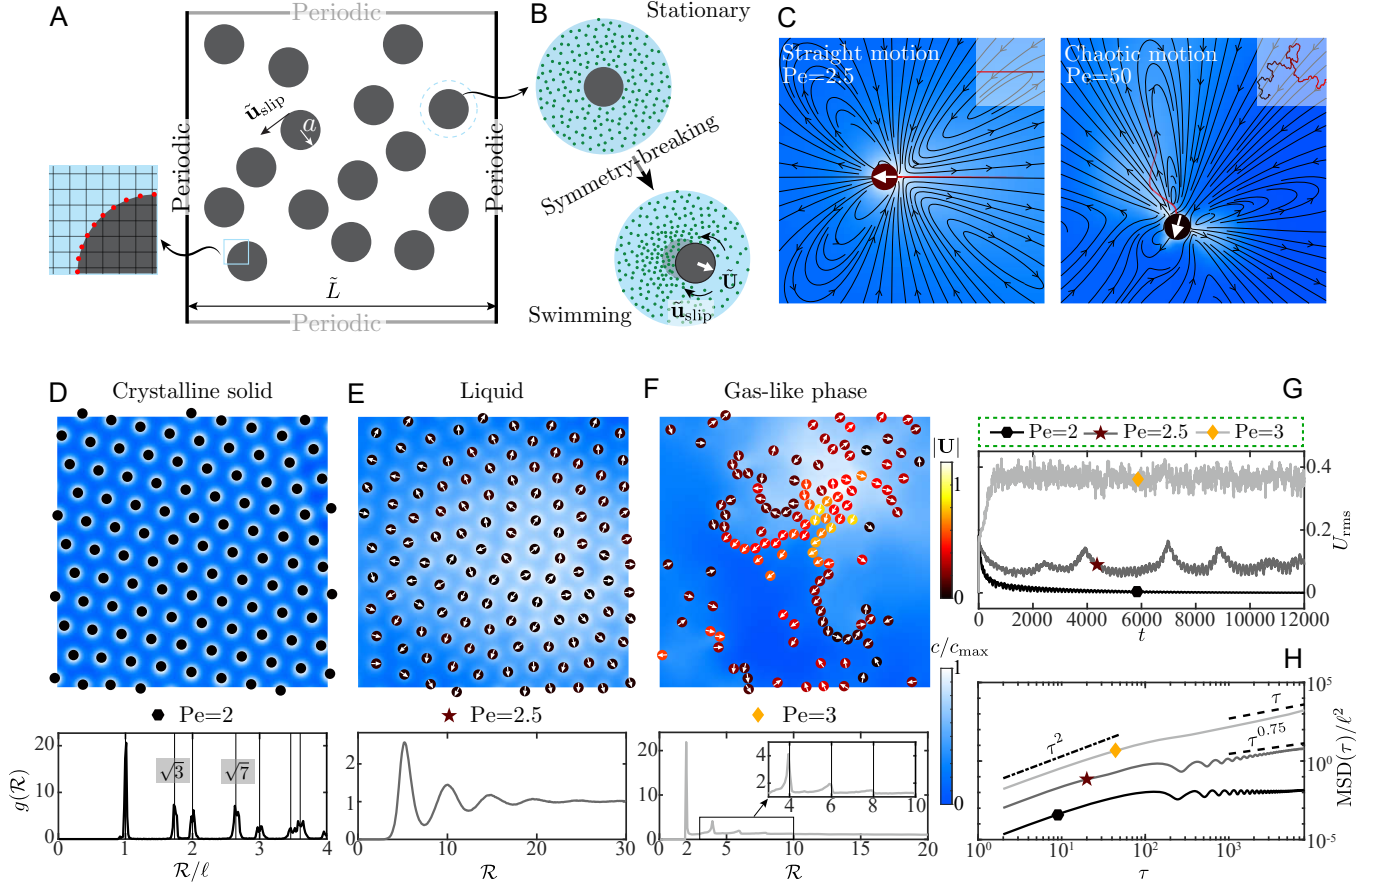 A
Periodic
ũ_slip
a
Periodic
Periodic
L̃
Periodic
B
Stationary
Symmetry-breaking
Swimming
Ũ
ũ_slip
C
Straight motion
Pe=2.5
Chaotic motion
Pe=50
D
Crystalline solid
E
Liquid
F
Gas-like phase
|U|
1
0
c/c_max
1
0
Pe=2
Pe=2.5
Pe=3
g(R)
20
10
0
√3
√7
0
1
2
3
4
R/ℓ
2
1
0
0
10
20
30
R
20
10
0
4
2
4
6
8
10
0
2
5
10
15
20
R
G
Pe=2
Pe=2.5
Pe=3
0.4
0.2
0
U_rms
0
2000
4000
6000
8000
10000
12000
t
H
τ²
τ
τ^0.75
10^5
10^0
10^-5
MSD(τ)/ℓ²
10^0
10^1
10^2
10^3
τ